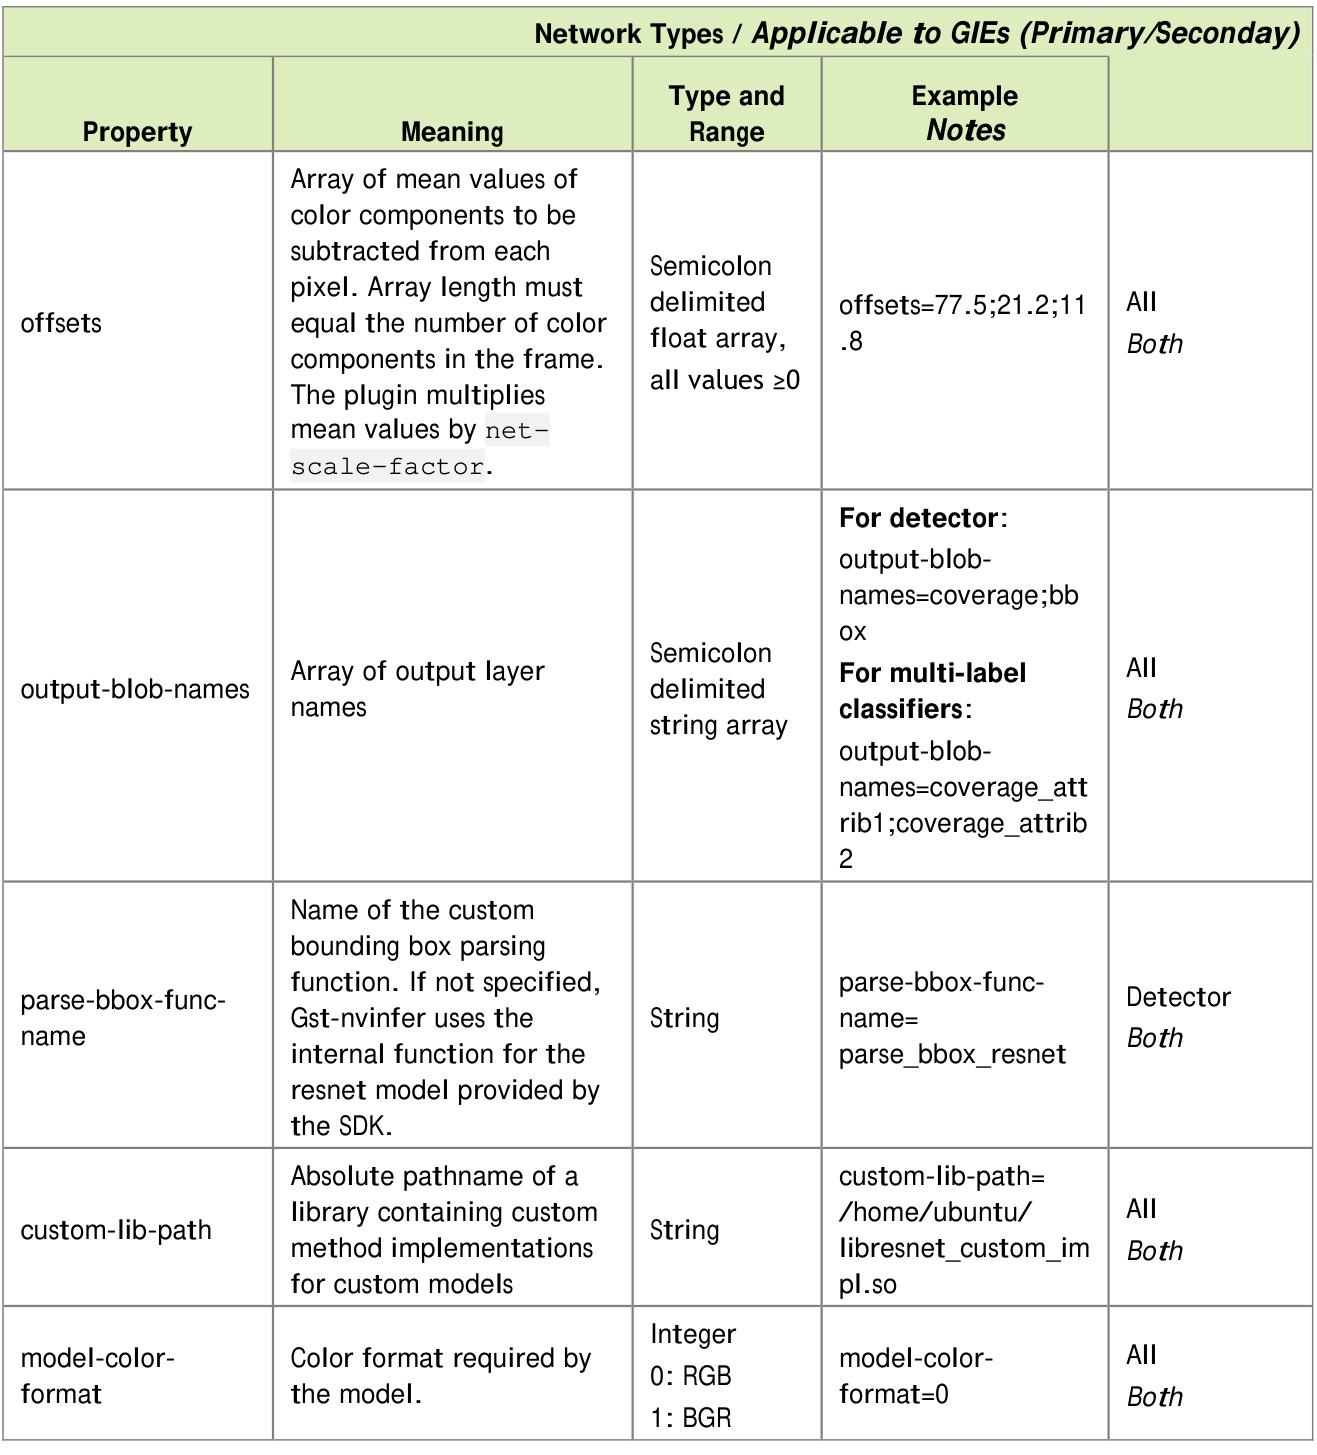 Network Types / Applicable to GIEs (Primary/Seconday)
Property
Meaning
Type and
Range
Example
Notes
offsets
Array of mean values of
color components to be
subtracted from each
pixel. Array length must
equal the number of color
components in the frame.
The plugin multiplies
mean values by net-
scale-factor.
Semicolon
delimited
float array,
all values ≥0
offsets=77.5;21.2;11
.8
All
Both
output-blob-names
Array of output layer
names
Semicolon
delimited
string array
For detector:
output-blob-
names=coverage;bb
ox
For multi-label
classifiers:
output-blob-
names=coverage_att
rib1;coverage_attrib
2
All
Both
parse-bbox-func-
name
Name of the custom
bounding box parsing
function. If not specified,
Gst-nvinfer uses the
internal function for the
resnet model provided by
the SDK.
String
parse-bbox-func-
name=
parse_bbox_resnet
Detector
Both
custom-lib-path
Absolute pathname of a
library containing custom
method implementations
for custom models
String
custom-lib-path=
/home/ubuntu/
libresnet_custom_im
pl.so
All
Both
model-color-
format
Color format required by
the model.
Integer
0: RGB
1: BGR
model-color-
format=0
All
Both